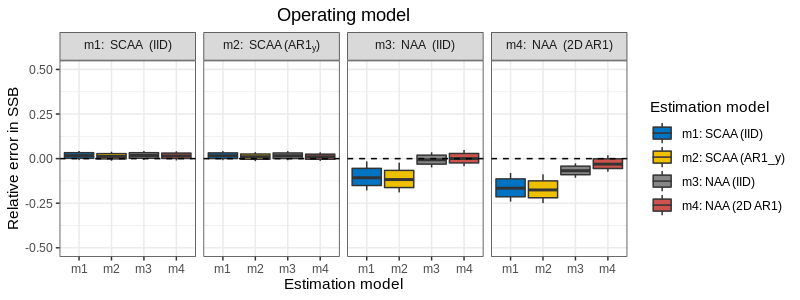 Operating model
m1: SCAA (IID) m2: SCAA (AR1y) m3: NAA (IID) m4: NAA (2D AR1)
Relative error in SSB
0.50
0.25
0.00
-0.25
-0.50
m1 m2 m3 m4 m1 m2 m3 m4 m1 m2 m3 m4 m1 m2 m3 m4
Estimation model
Estimation model
m1: SCAA (IID)
m2: SCAA (AR1_y)
m3: NAA (IID)
m4: NAA (2D AR1)